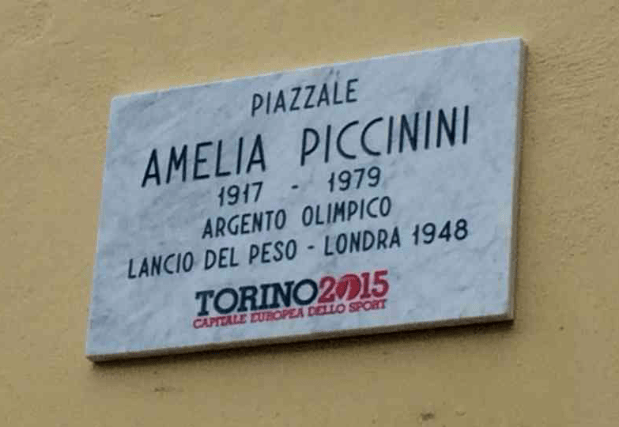 PIAZZALE
AMELIA PICCININI
1917 - 1979
ARGENTO OLIMPICO
LANCIO DEL PESO - LONDRA 1948
TORINO2015
CAPITALE EUROPEA DELLO SPORT